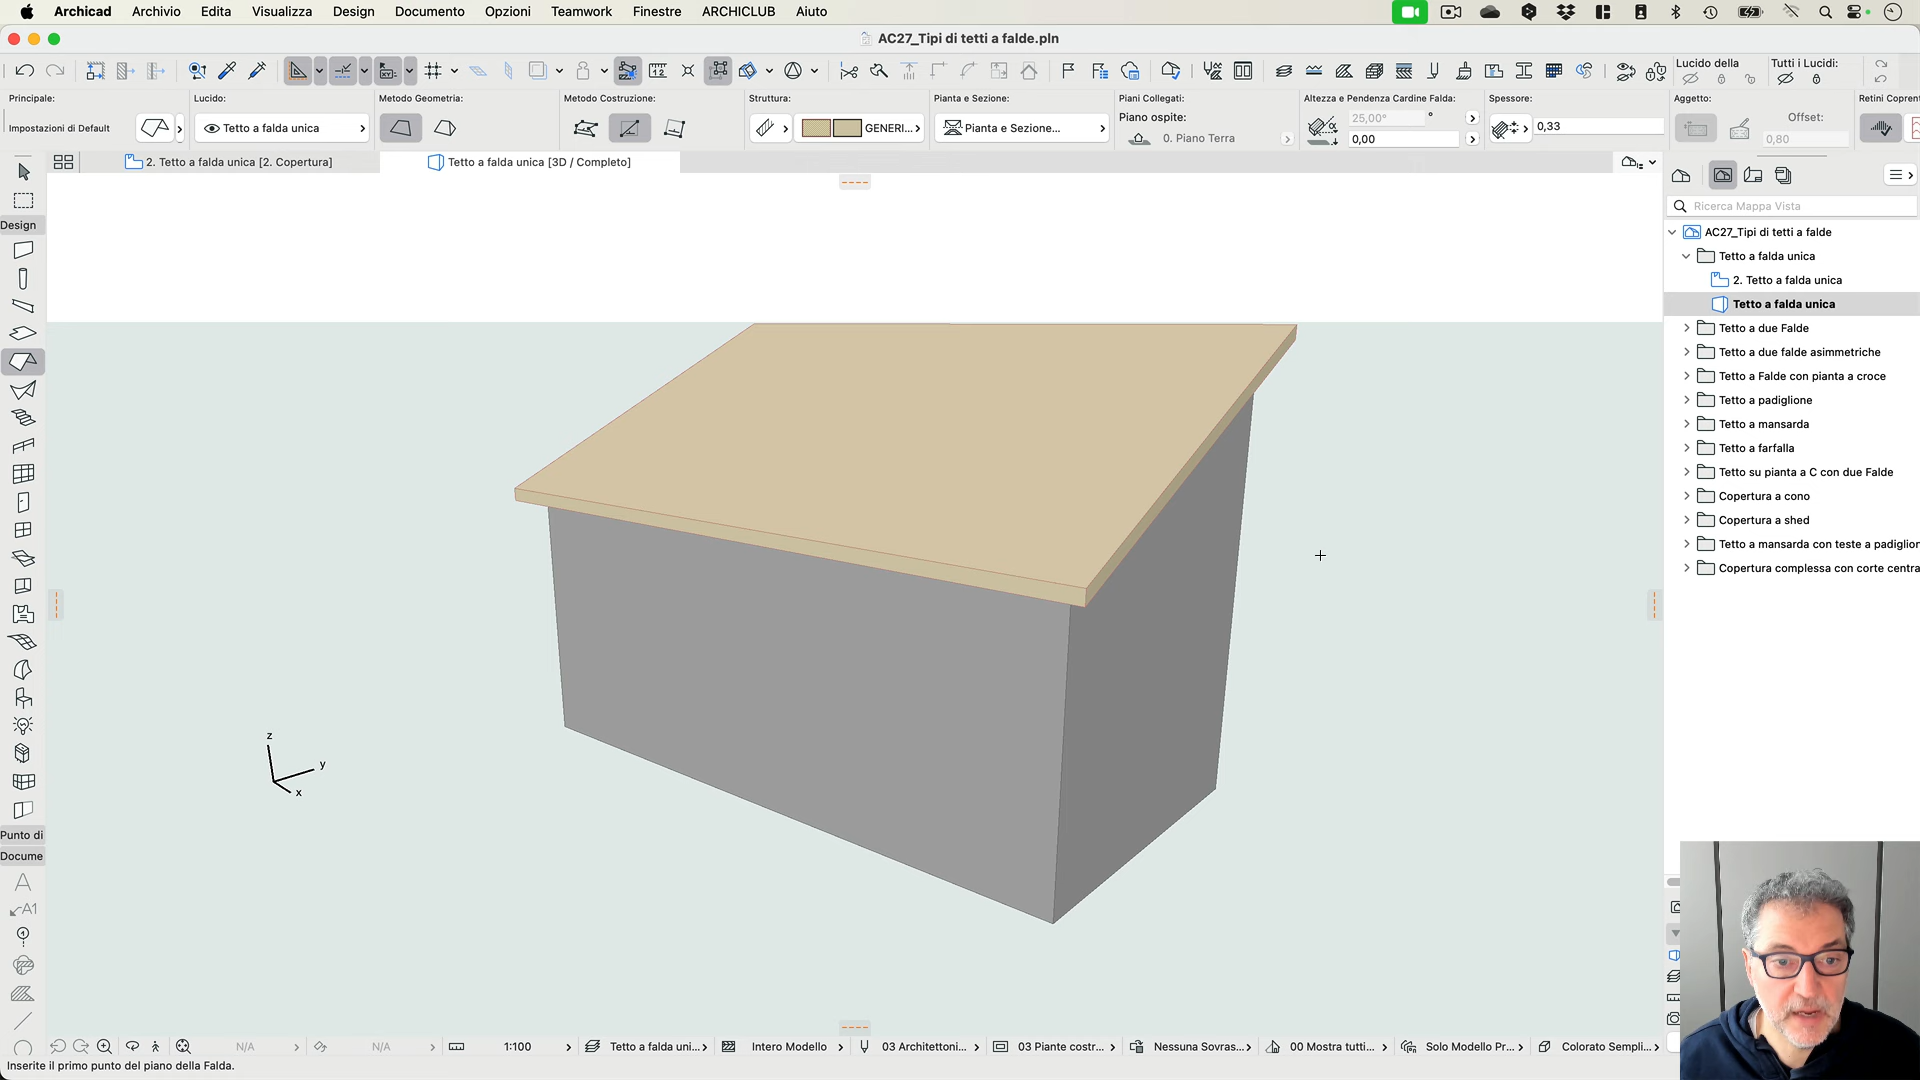 Archicad Archivio Edita Visualizza Design Documento Opzioni Teamwork Finestre ARCHICLUB Aiuto
AC27_Tipi di tetti a falde.pln
Lucido della
Tutti i Lucidi:
Principale:
Lucido:
Metodo Geometria:
Metodo Costruzione:
Struttura:
Pianta e Sezione:
Piani Collegati:
Altezza e Pendenza Cardine Falda:
Spessore:
Aggetto:
Retini Coprent
Impostazioni di Default
Tetto a falda unica
GENERI...
Pianta e Sezione...
Piano ospite:
0. Piano Terra
25,00°
°
0,00
0,33
Offset:
0,80
2. Tetto a falda unica [2. Copertura]
Tetto a falda unica [3D / Completo]
Ricerca Mappa Vista
Design
AC27_Tipi di tetti a falde
Tetto a falda unica
2. Tetto a falda unica
Tetto a falda unica
Tetto a due Falde
Tetto a due falde asimmetriche
Tetto a Falde con pianta a croce
Tetto a padiglione
Tetto a mansarda
Tetto a farfalla
Tetto su pianta a C con due Falde
Copertura a cono
Copertura a shed
Tetto a mansarda con teste a padiglion
Copertura complessa con corte centra
z
y
x
Punto di
Docume
A
A1
N/A
N/A
1:100
Tetto a falda uni...
Intero Modello
03 Architettoni...
03 Piante costr...
Nessuna Sovras...
00 Mostra tutti...
Solo Modello Pr...
Colorato Sempli...
Inserite il primo punto del piano della Falda.